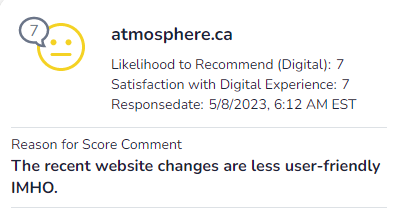 7
atmosphere.ca
Likelihood to Recommend (Digital): 7
Satisfaction with Digital Experience: 7
Responsedate: 5/8/2023, 6:12 AM EST
Reason for Score Comment
The recent website changes are less user-friendly
IMHO.